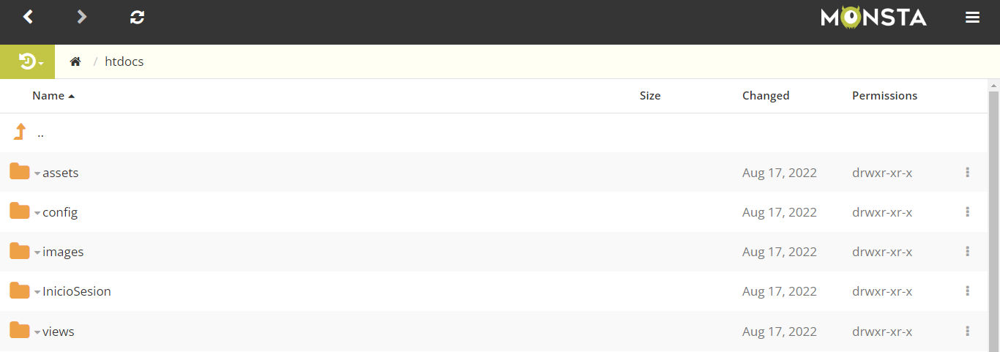 MONSTA
/ htdocs
Name Size Changed Permissions
..
assets Aug 17, 2022 drwxr-xr-x
config Aug 17, 2022 drwxr-xr-x
images Aug 17, 2022 drwxr-xr-x
InicioSesion Aug 17, 2022 drwxr-xr-x
views Aug 17, 2022 drwxr-xr-x